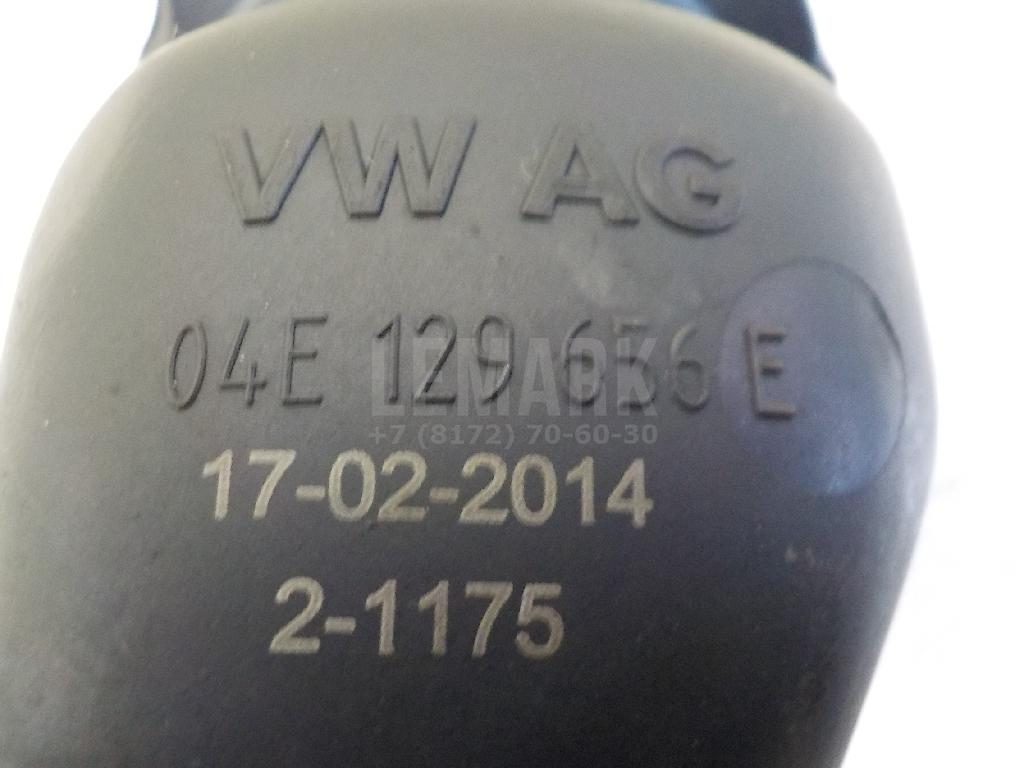 VW AG
04E 129 656 E
LEMARK
+7 (8172) 70-60-30
17-02-2014
2-1175